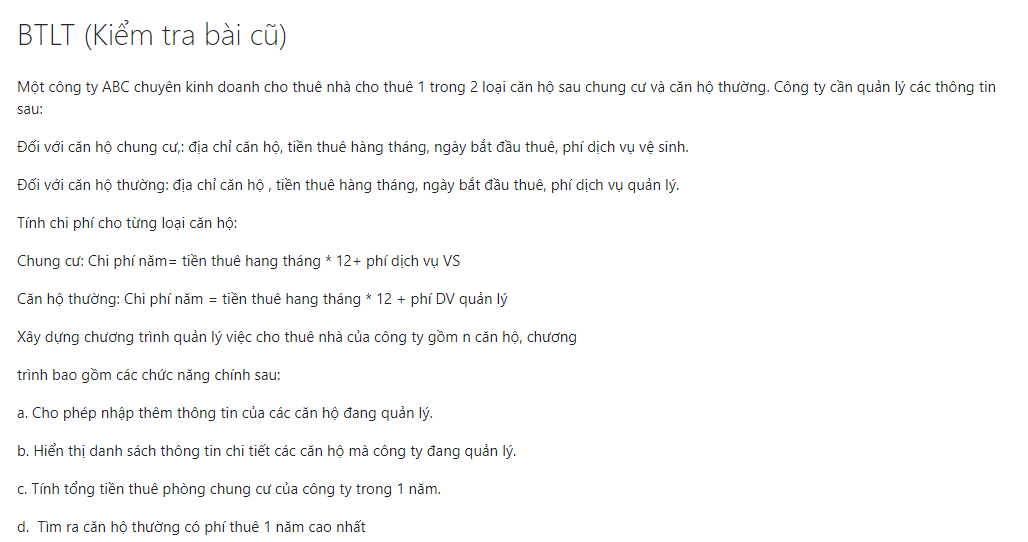 BTLT (Kiểm tra bài cũ)
Một công ty ABC chuyên kinh doanh cho thuê nhà cho thuê 1 trong 2 loại căn hộ sau chung cư và căn hộ thường. Công ty cần quản lý các thông tin
sau:
Đối với căn hộ chung cư,: địa chỉ căn hộ, tiền thuê hàng tháng, ngày bắt đầu thuê, phí dịch vụ vệ sinh.
Đối với căn hộ thường: địa chỉ căn hộ , tiền thuê hàng tháng, ngày bắt đầu thuê, phí dịch vụ quản lý.
Tính chi phí cho từng loại căn hộ:
Chung cư: Chi phí năm= tiền thuê hang tháng * 12+ phí dịch vụ VS
Căn hộ thường: Chi phí năm = tiền thuê hang tháng * 12 + phí DV quản lý
Xây dựng chương trình quản lý việc cho thuê nhà của công ty gồm n căn hộ, chương
trình bao gồm các chức năng chính sau:
a. Cho phép nhập thêm thông tin của các căn hộ đang quản lý.
b. Hiển thị danh sách thông tin chi tiết các căn hộ mà công ty đang quản lý.
c. Tính tổng tiền thuê phòng chung cư của công ty trong 1 năm.
d. Tìm ra căn hộ thường có phí thuê 1 năm cao nhất